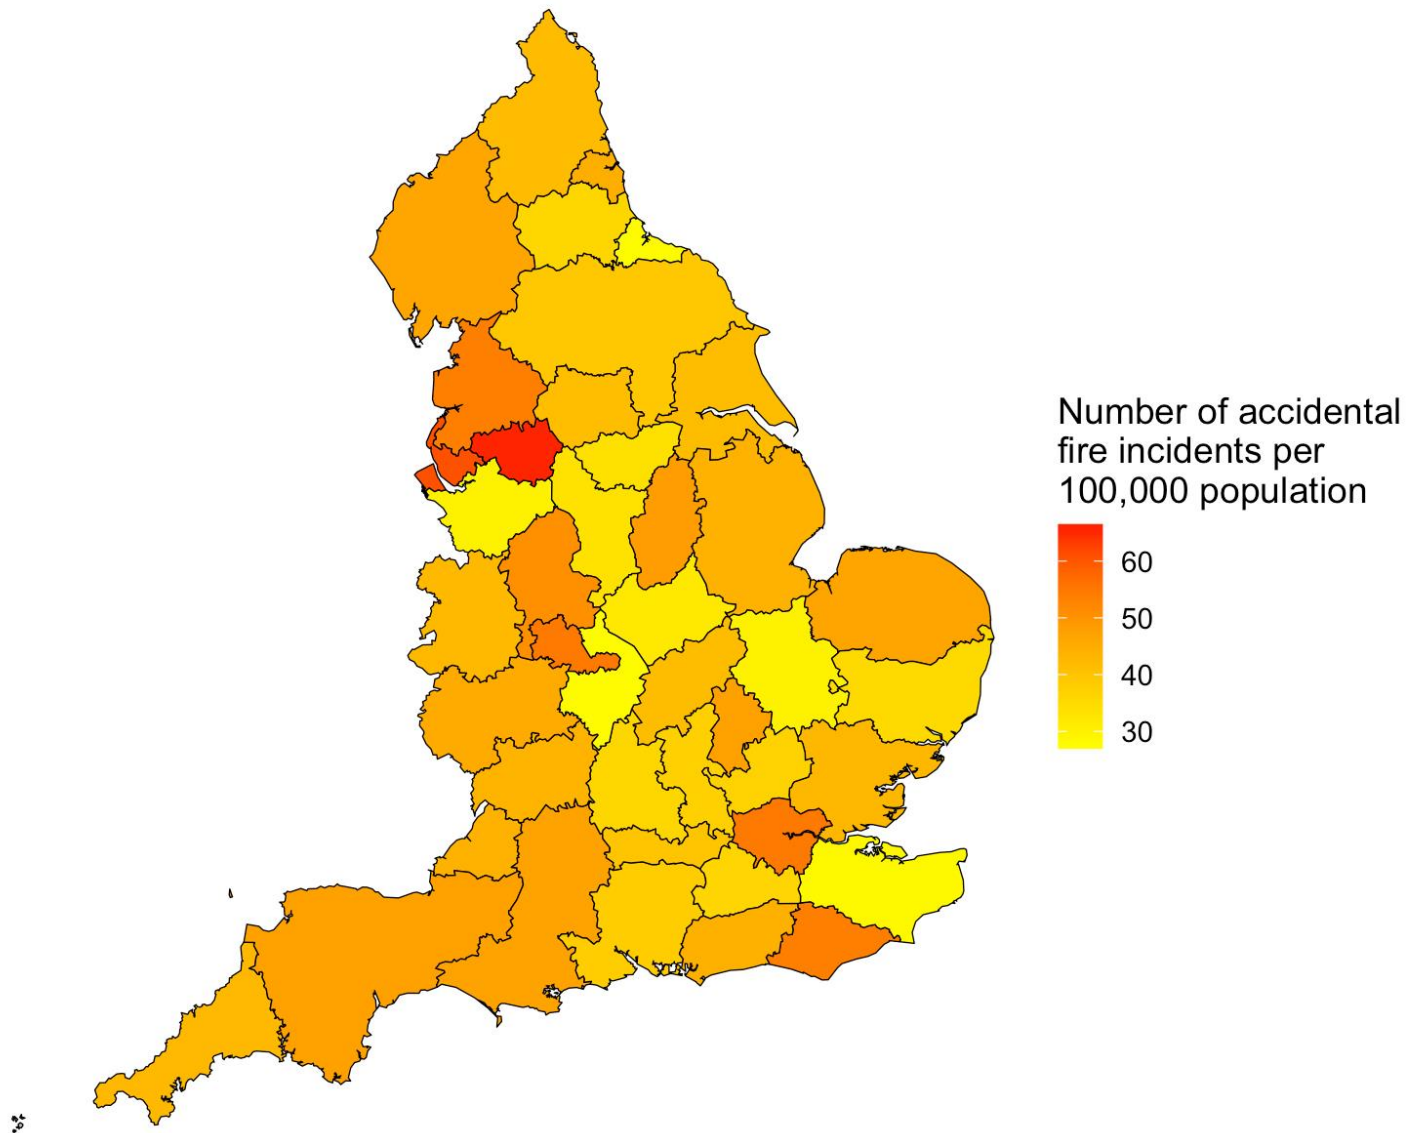 Number of accidental
fire incidents per
100,000 population
60
50
40
30